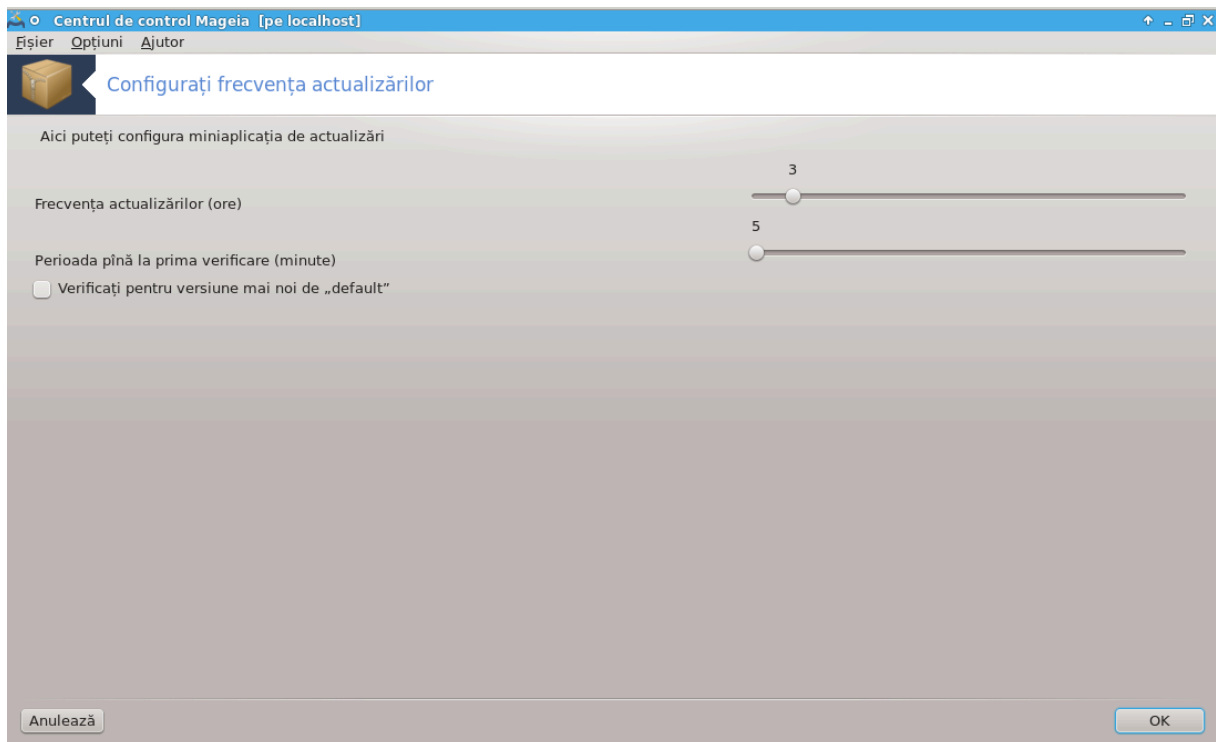 Centrul de control Mageia [pe localhost]
Fișier Opțiuni Ajutor
Configurați frecvența actualizărilor
Aici puteți configura miniaplicația de actualizări
3
Frecvența actualizărilor (ore)
5
Perioada pînă la prima verificare (minute)
Verificați pentru versiune mai noi de „default”
Anulează OK